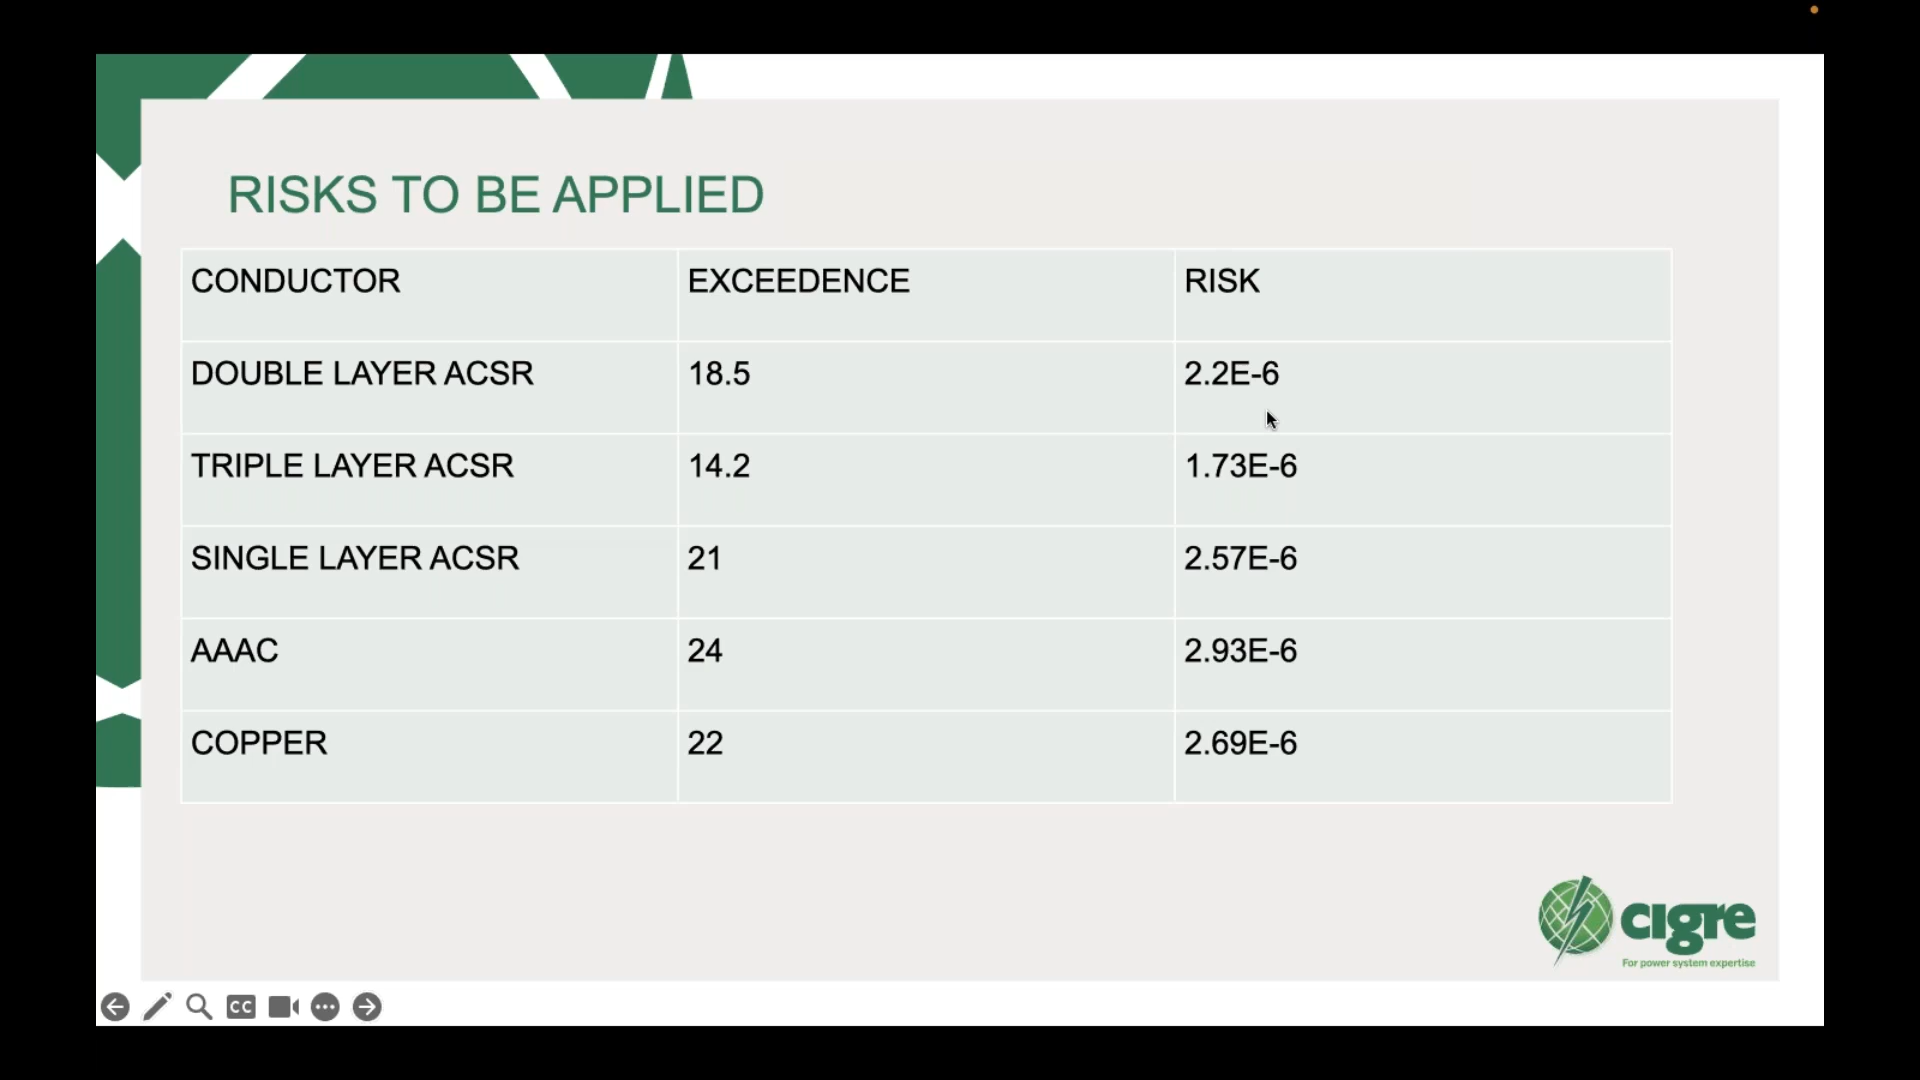 RISKS TO BE APPLIED
CONDUCTOR EXCEEDENCE RISK
DOUBLE LAYER ACSR 18.5 2.2E-6
TRIPLE LAYER ACSR 14.2 1.73E-6
SINGLE LAYER ACSR 21 2.57E-6
AAAC 24 2.93E-6
COPPER 22 2.69E-6
cigre
For power system expertise
CC